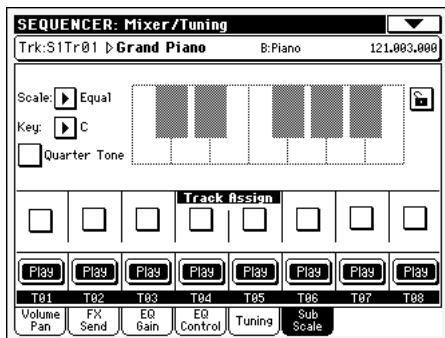 SEQUENCER: Mixer/Tuning
Trk:S1Tr01 ▷Grand Piano B:Piano 121.003.000
Scale: Equal
Key: C
Quarter Tone
Track Assign
Play Play Play Play Play Play Play Play
T01 T02 T03 T04 T05 T06 T07 T08
Volume Pan FX Send EQ Gain EQ Control Tuning Sub Scale